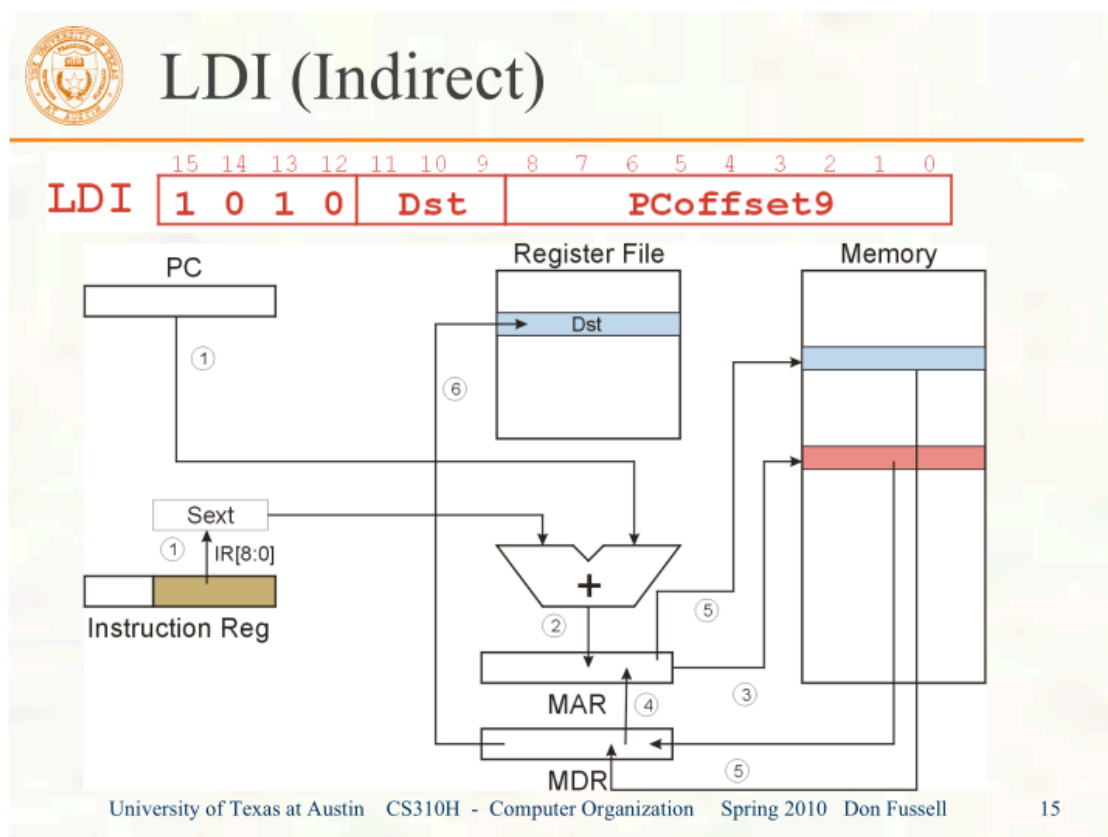 LDI (Indirect)
15 14 13 12 11 10 9 8 7 6 5 4 3 2 1 0
LDI 1 0 1 0 Dst PCoffset9
PC
Register File
Memory
Dst
1
6
Sext
1
IR[8:0]
+
Instruction Reg
2
5
MAR
4
3
MDR
5
University of Texas at Austin CS310H - Computer Organization Spring 2010 Don Fussell 15